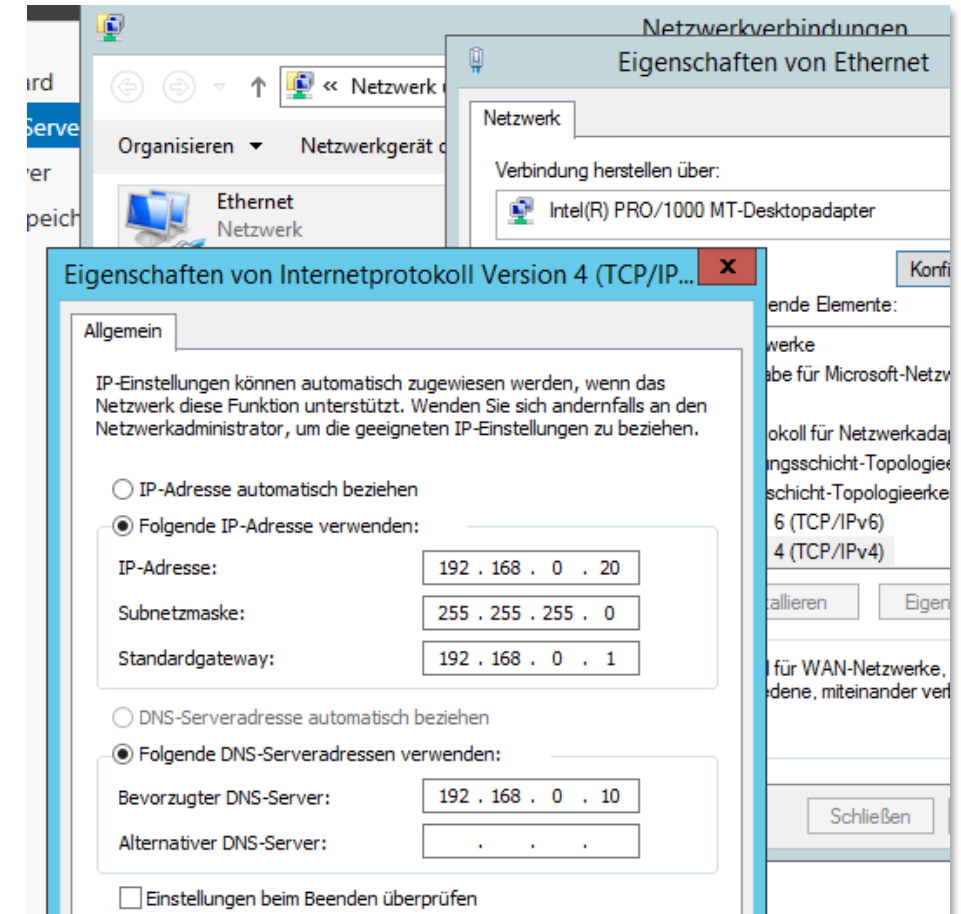 Netzwerkverbindungen
Eigenschaften von Ethernet
« Netzwerk
Netzwerk
Organisieren
Netzwerkgerät
Verbindung herstellen über:
Intel(R) PRO/1000 MT-Desktopadapter
Ethernet
Netzwerk
Eigenschaften von Internetprotokoll Version 4 (TCP/IP...
x
Konfi
ende Elemente:
Allgemein
werke
abe für Microsoft-Netzw
IP-Einstellungen können automatisch zugewiesen werden, wenn das
Netzwerk diese Funktion unterstützt. Wenden Sie sich andernfalls an den
Netzwerkadministrator, um die geeigneten IP-Einstellungen zu beziehen.
okoll für Netzwerkadap
ngsschicht-Topologiee
schicht-Topologieerke
6 (TCP/IPv6)
4 (TCP/IPv4)
IP-Adresse automatisch beziehen
Folgende IP-Adresse verwenden:
IP-Adresse: 192 . 168 . 0 . 20
Subnetzmaske: 255 . 255 . 255 . 0
Standardgateway: 192 . 168 . 0 . 1
allieren
Eigen
l für WAN-Netzwerke,
edene, miteinander verl
DNS-Serveradresse automatisch beziehen
Folgende DNS-Serveradressen verwenden:
Bevorzugter DNS-Server: 192 . 168 . 0 . 10
Alternativer DNS-Server: . . .
Schließen
Einstellungen beim Beenden überprüfen
ard
Serve
er
peich